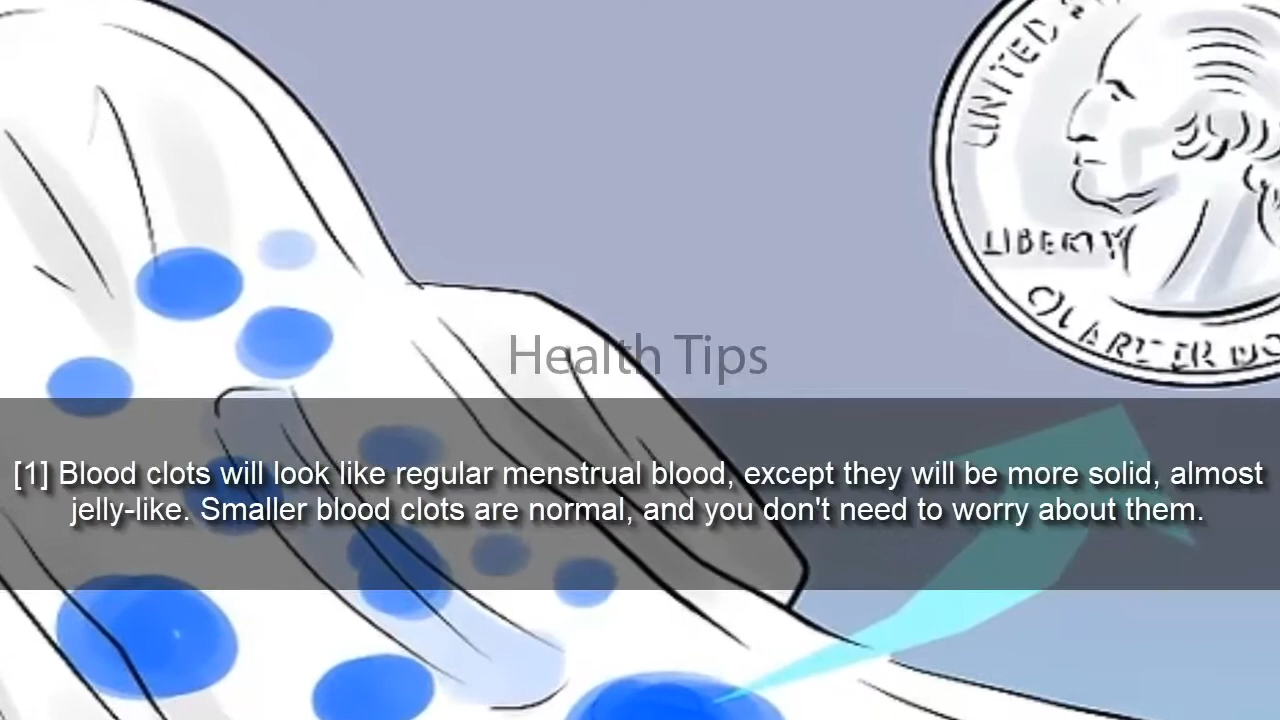 UNITED
LIBERTY
Health Tips
[1] Blood clots will look like regular menstrual blood, except they will be more solid, almost
jelly-like. Smaller blood clots are normal, and you don't need to worry about them.